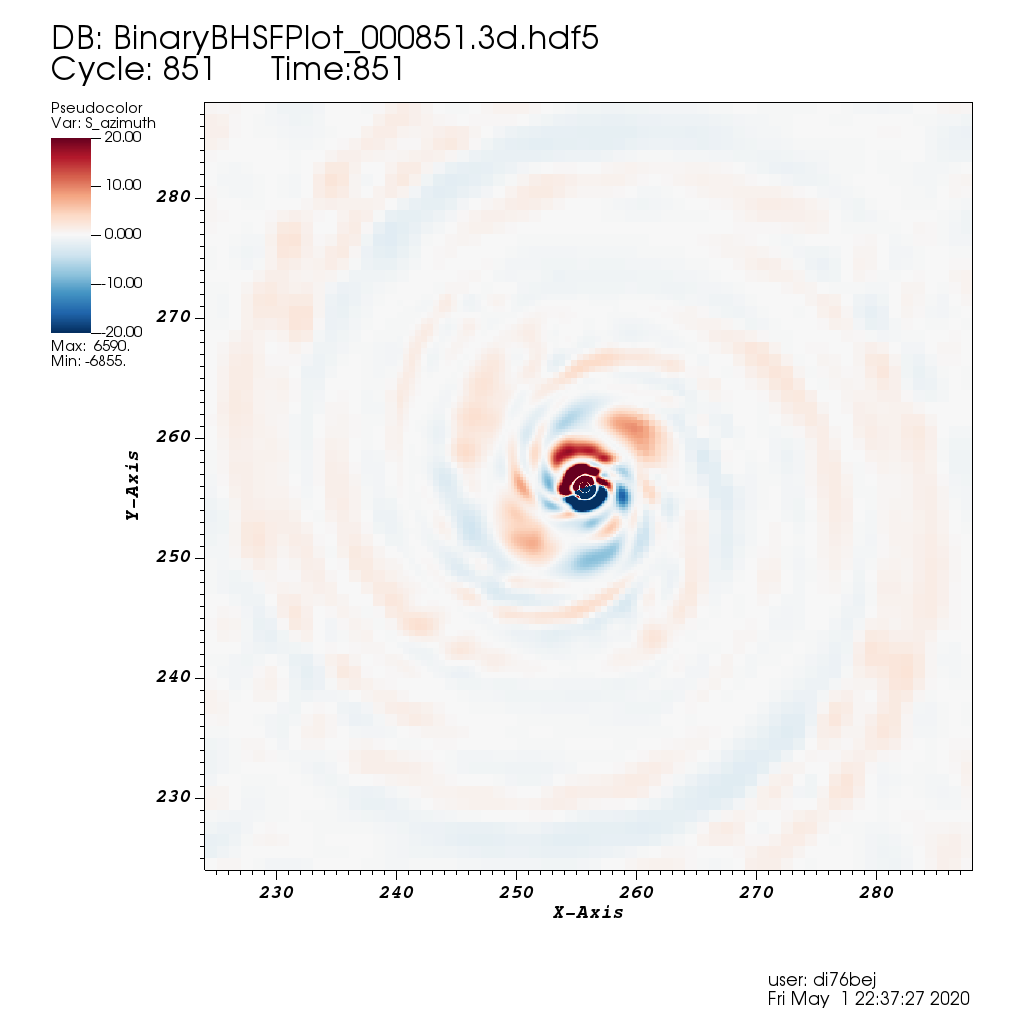 DB: BinaryBHSFPlot_000851.3d.hdf5
Cycle: 851 Time:851
Pseudocolor
Var: S_azimuth
20.00
10.00
0.000
-10.00
-20.00
Max: 6590.
Min: -6855.
280
270
260
250
240
230
Y-Axis
230 240 250 260 270 280
X-Axis
user: di76bej
Fri May 1 22:37:27 2020